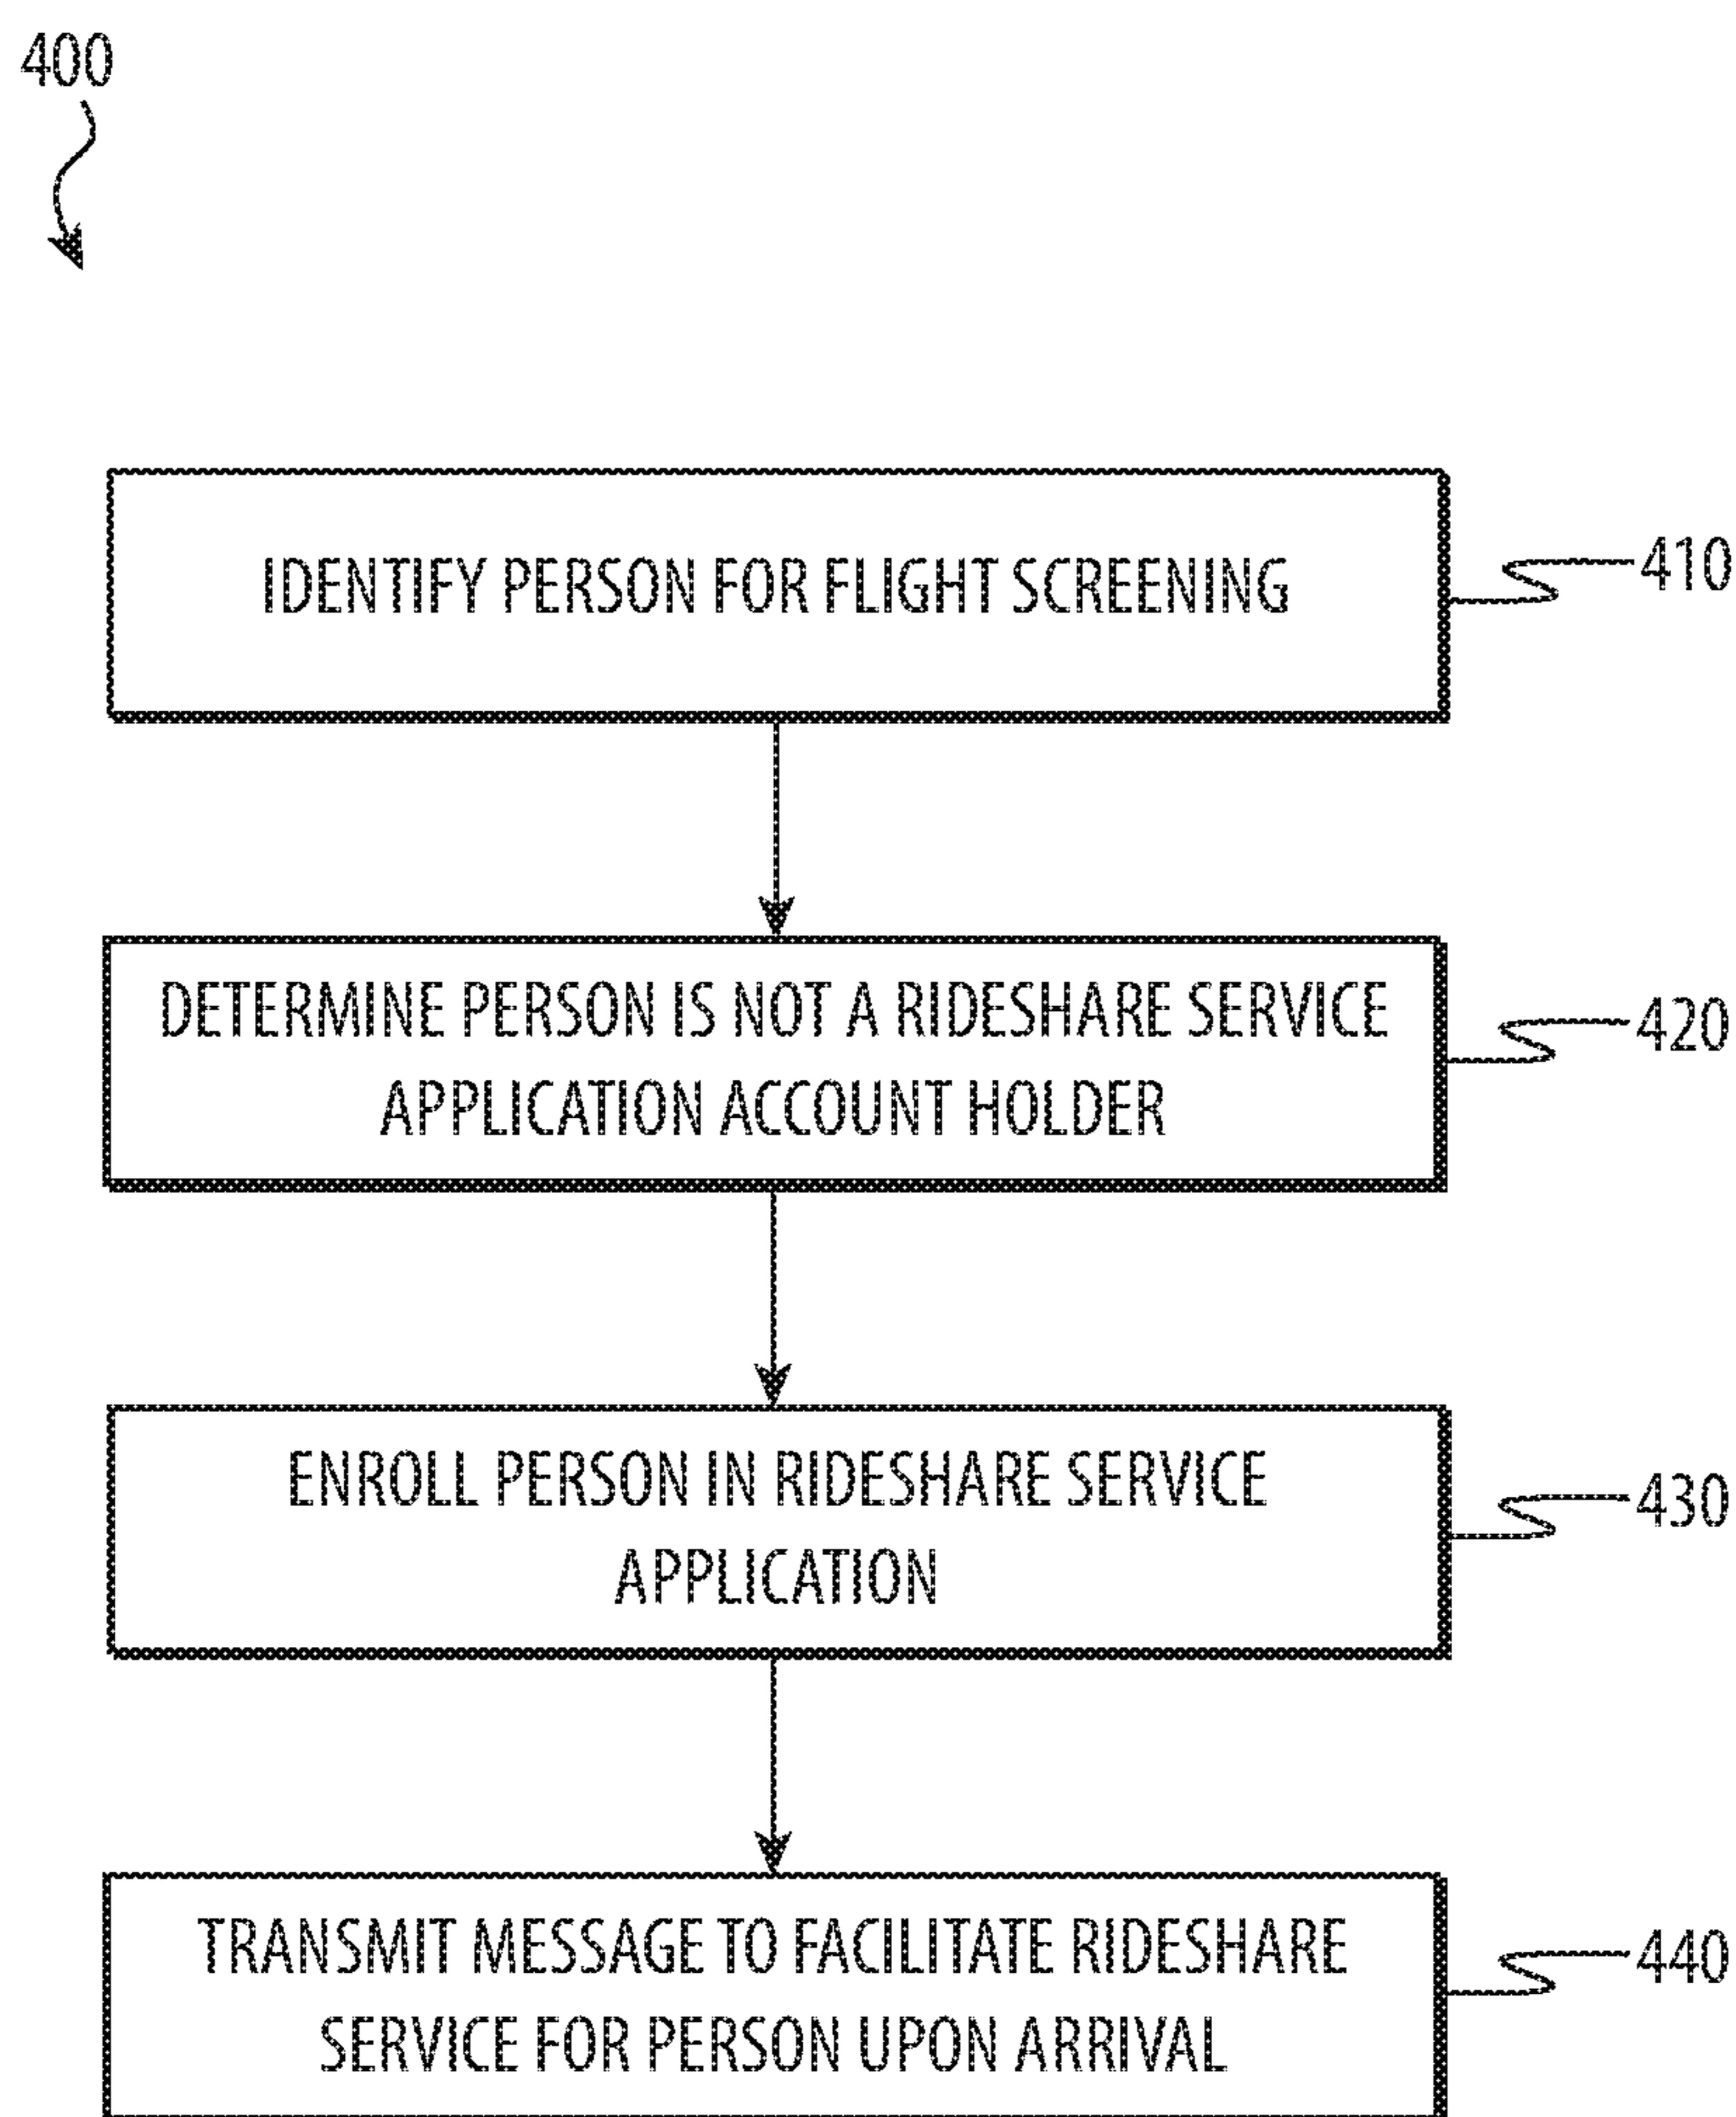 400
IDENTIFY PERSON FOR FLIGHT SCREENING
410
DETERMINE PERSON IS NOT A RIDESHARE SERVICE
APPLICATION ACCOUNT HOLDER
420
ENROLL PERSON IN RIDESHARE SERVICE
APPLICATION
430
TRANSMIT MESSAGE TO FACILITATE RIDESHARE
SERVICE FOR PERSON UPON ARRIVAL
440